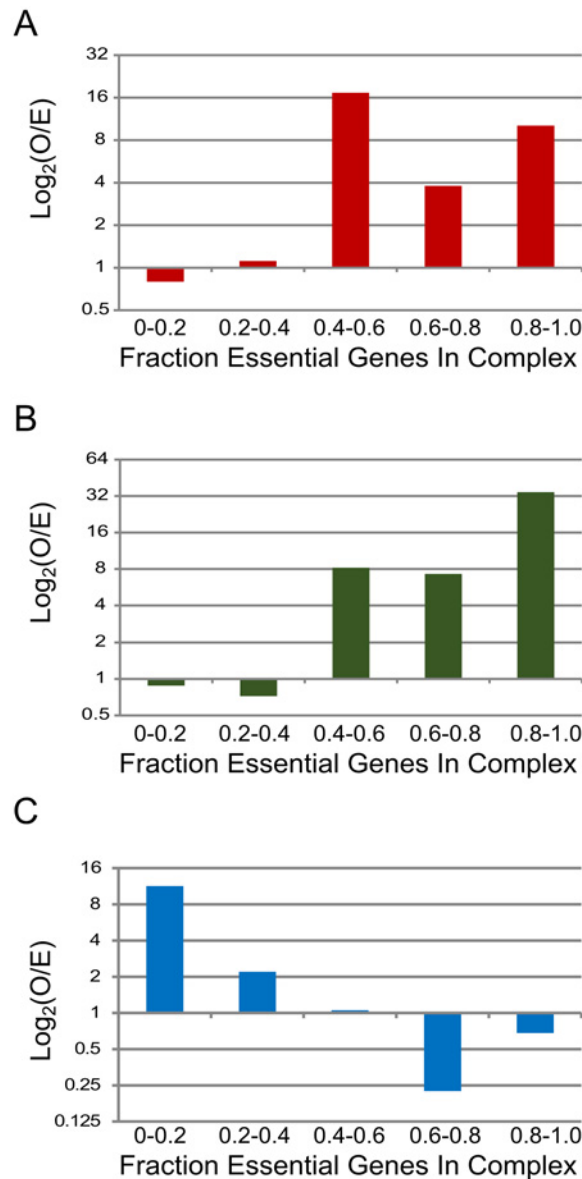 A
Log₂(O/E)
32
16
8
4
2
1
0.5
0-0.2 0.2-0.4 0.4-0.6 0.6-0.8 0.8-1.0
Fraction Essential Genes In Complex
B
Log₂(O/E)
64
32
16
8
4
2
1
0.5
0-0.2 0.2-0.4 0.4-0.6 0.6-0.8 0.8-1.0
Fraction Essential Genes In Complex
C
Log₂(O/E)
16
8
4
2
1
0.5
0.25
0.125
0-0.2 0.2-0.4 0.4-0.6 0.6-0.8 0.8-1.0
Fraction Essential Genes In Complex